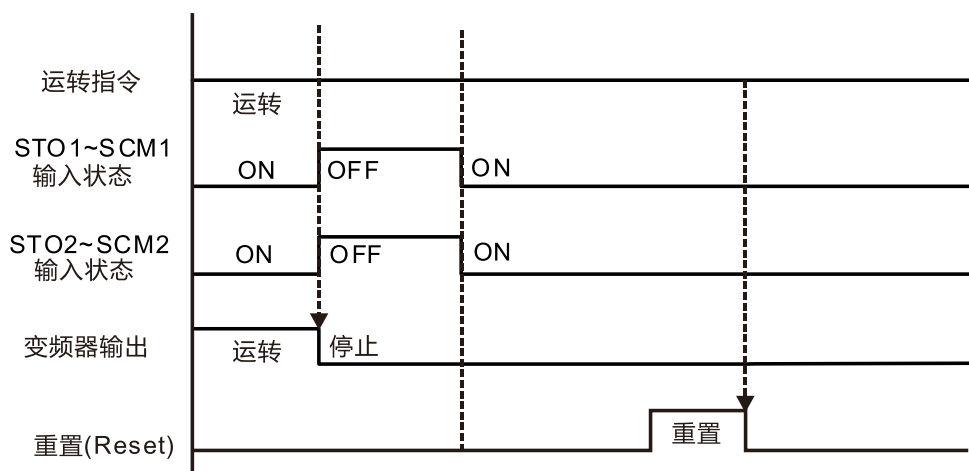 运转指令
运转
STO1~SCM1
输入状态
ON
OFF
ON
STO2~SCM2
输入状态
ON
OFF
ON
变频器输出
运转
停止
重置(Reset)
重置